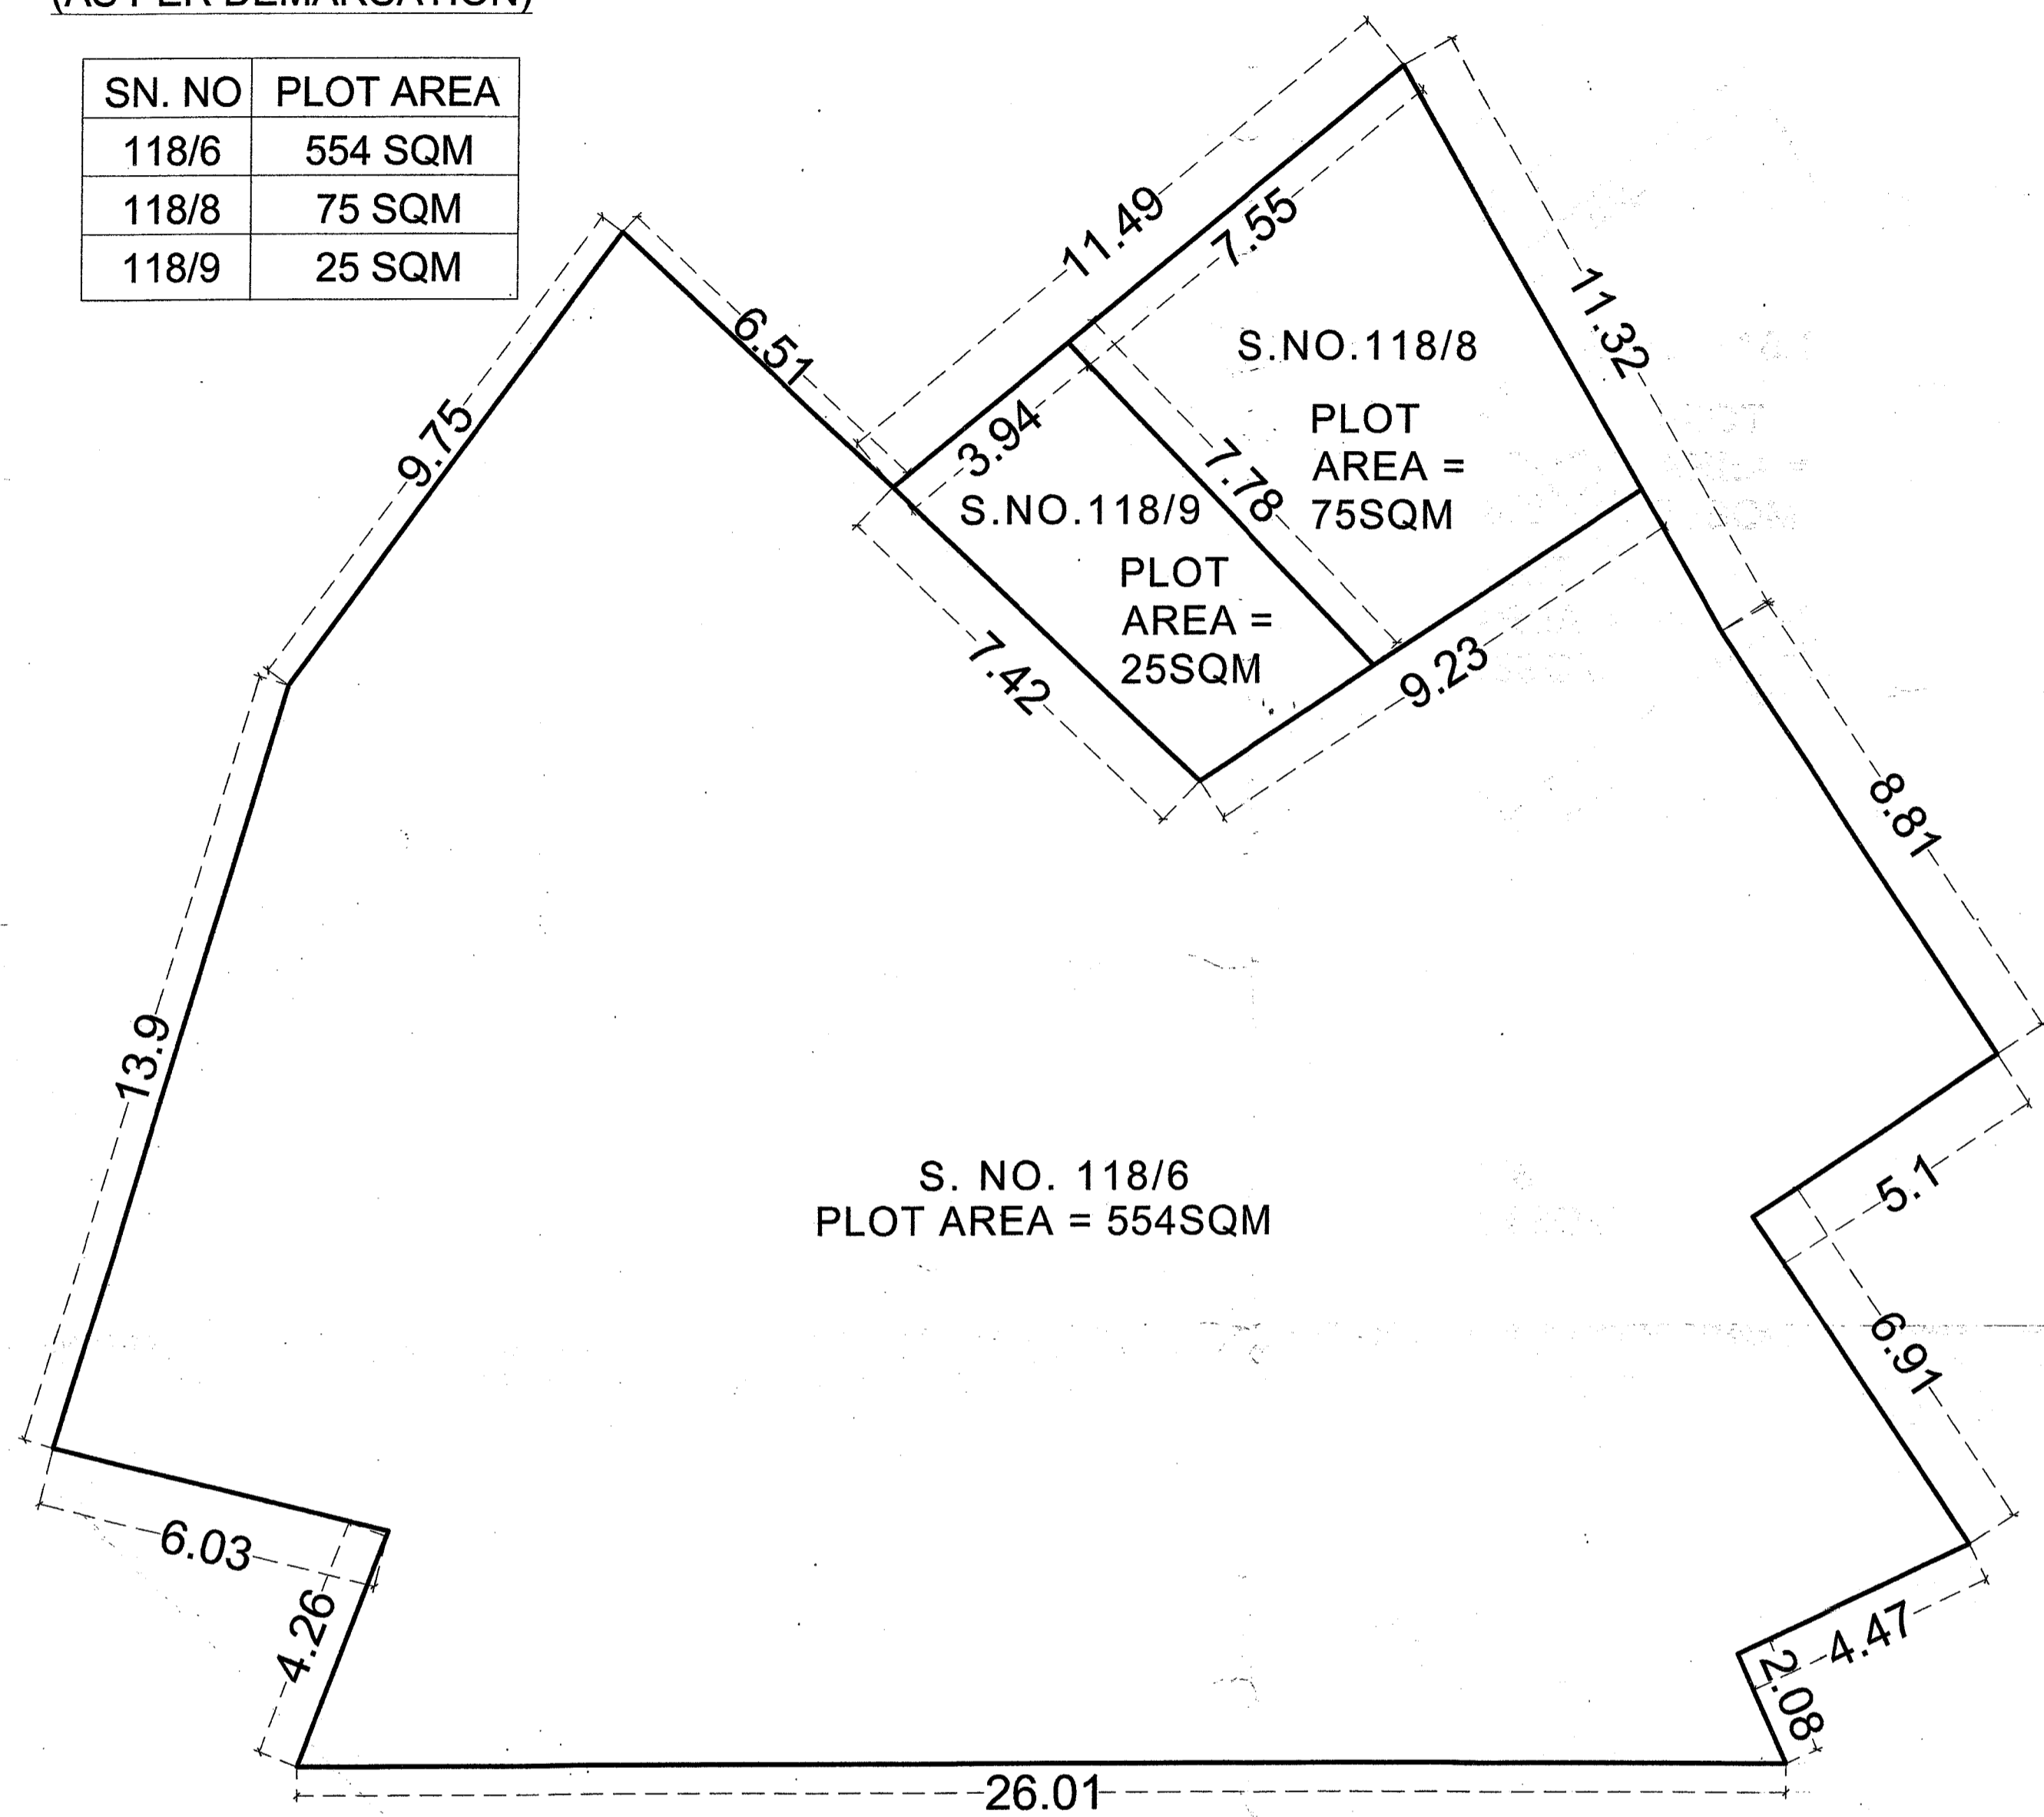 (AS PER DEMARCATION)
SN. NO PLOT AREA
118/6 554 SQM
118/8 75 SQM
118/9 25 SQM
11.49
7.55
11.32
6.51
9.75
3.94
7.78
S.NO.118/8
PLOT
AREA =
75SQM
S.NO.118/9
PLOT
AREA =
25SQM
7.42
9.23
8.81
13.9
S. NO. 118/6
PLOT AREA = 554SQM
5.1
6.91
6.03
4.26
4.47
2.08
26.01